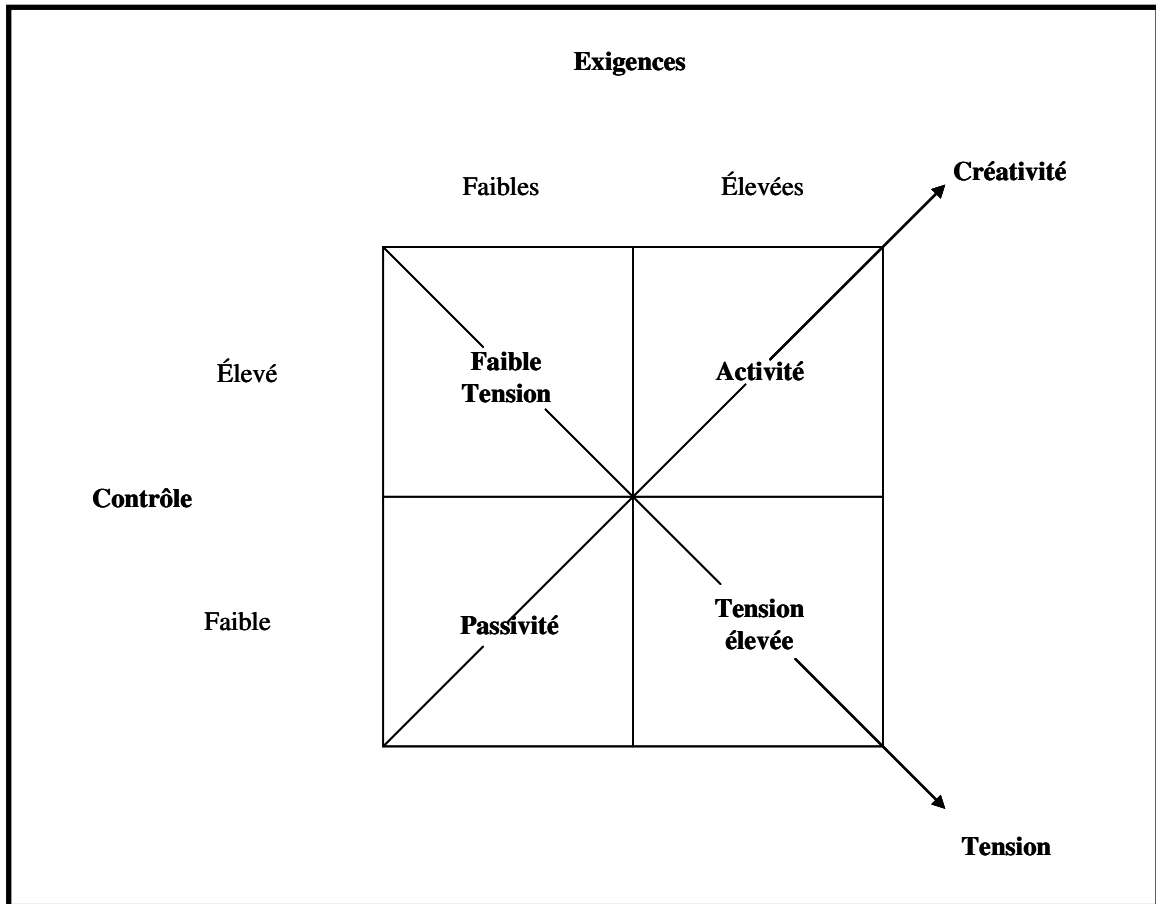 Exigences
Créativité
Faibles
Élevées
Élevé
Faible
Tension
Activité
Contrôle
Faible
Passivité
Tension
élevée
Tension